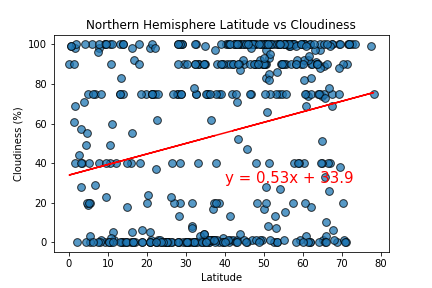 Northern Hemisphere Latitude vs Cloudiness
100
80
60
40
20
0
Cloudiness (%)
y = 0.53x + 33.9
0 10 20 30 40 50 60 70 80
Latitude